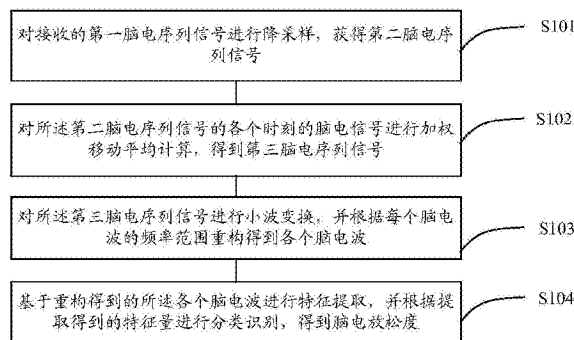 对接收的第一脑电序列信号进行降采样，获得第二脑电序
列信号
S101
对所述第二脑电序列信号的各个时刻的脑电信号进行加权
移动平均计算，得到第三脑电序列信号
S102
对所述第三脑电序列信号进行小波变换，并根据每个脑电
波的频率范围重构得到各个脑电波
S103
基于重构得到的所述各个脑电波进行特征提取，并根据提
取得到的特征量进行分类识别，得到脑电放松度
S104